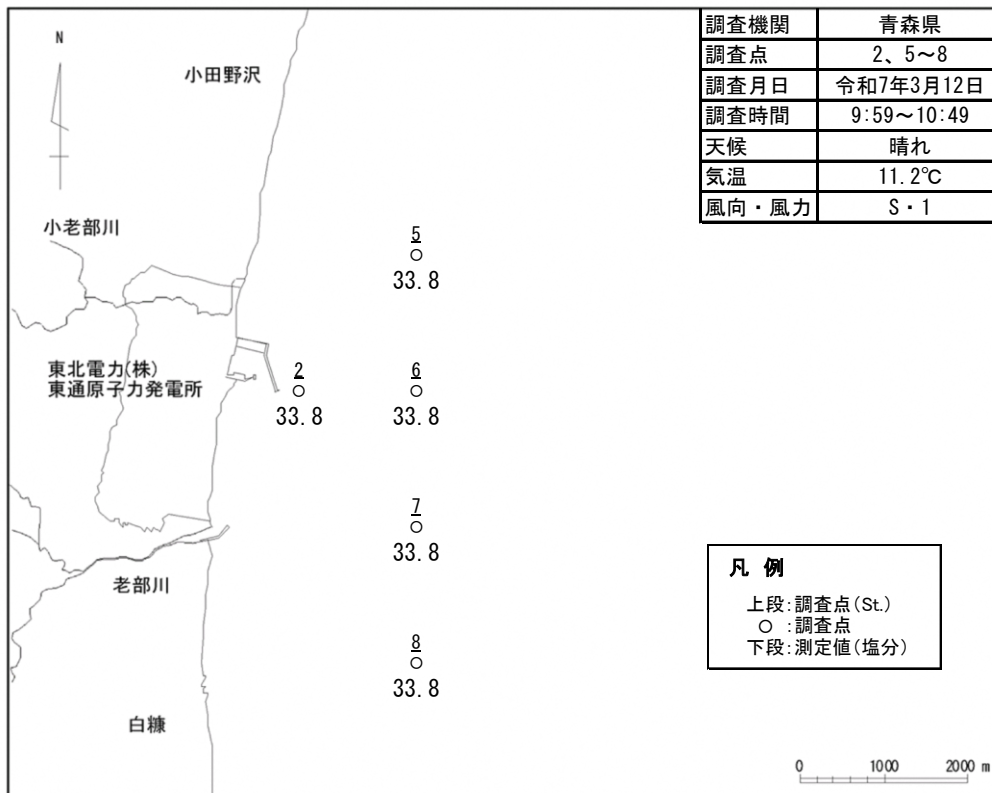 調査機関 青森県
調査点 2、5～8
調査月日 令和7年3月12日
調査時間 9:59～10:49
天候 晴れ
気温 11.2℃
風向・風力 S・1
N
小田野沢
小老部川
5
33.8
東北電力(株)
東通原子力発電所
2
33.8
6
33.8
7
33.8
老部川
8
33.8
白糠
凡 例
上段:調査点(St.)
○ :調査点
下段:測定値(塩分)
0 1000 2000 m